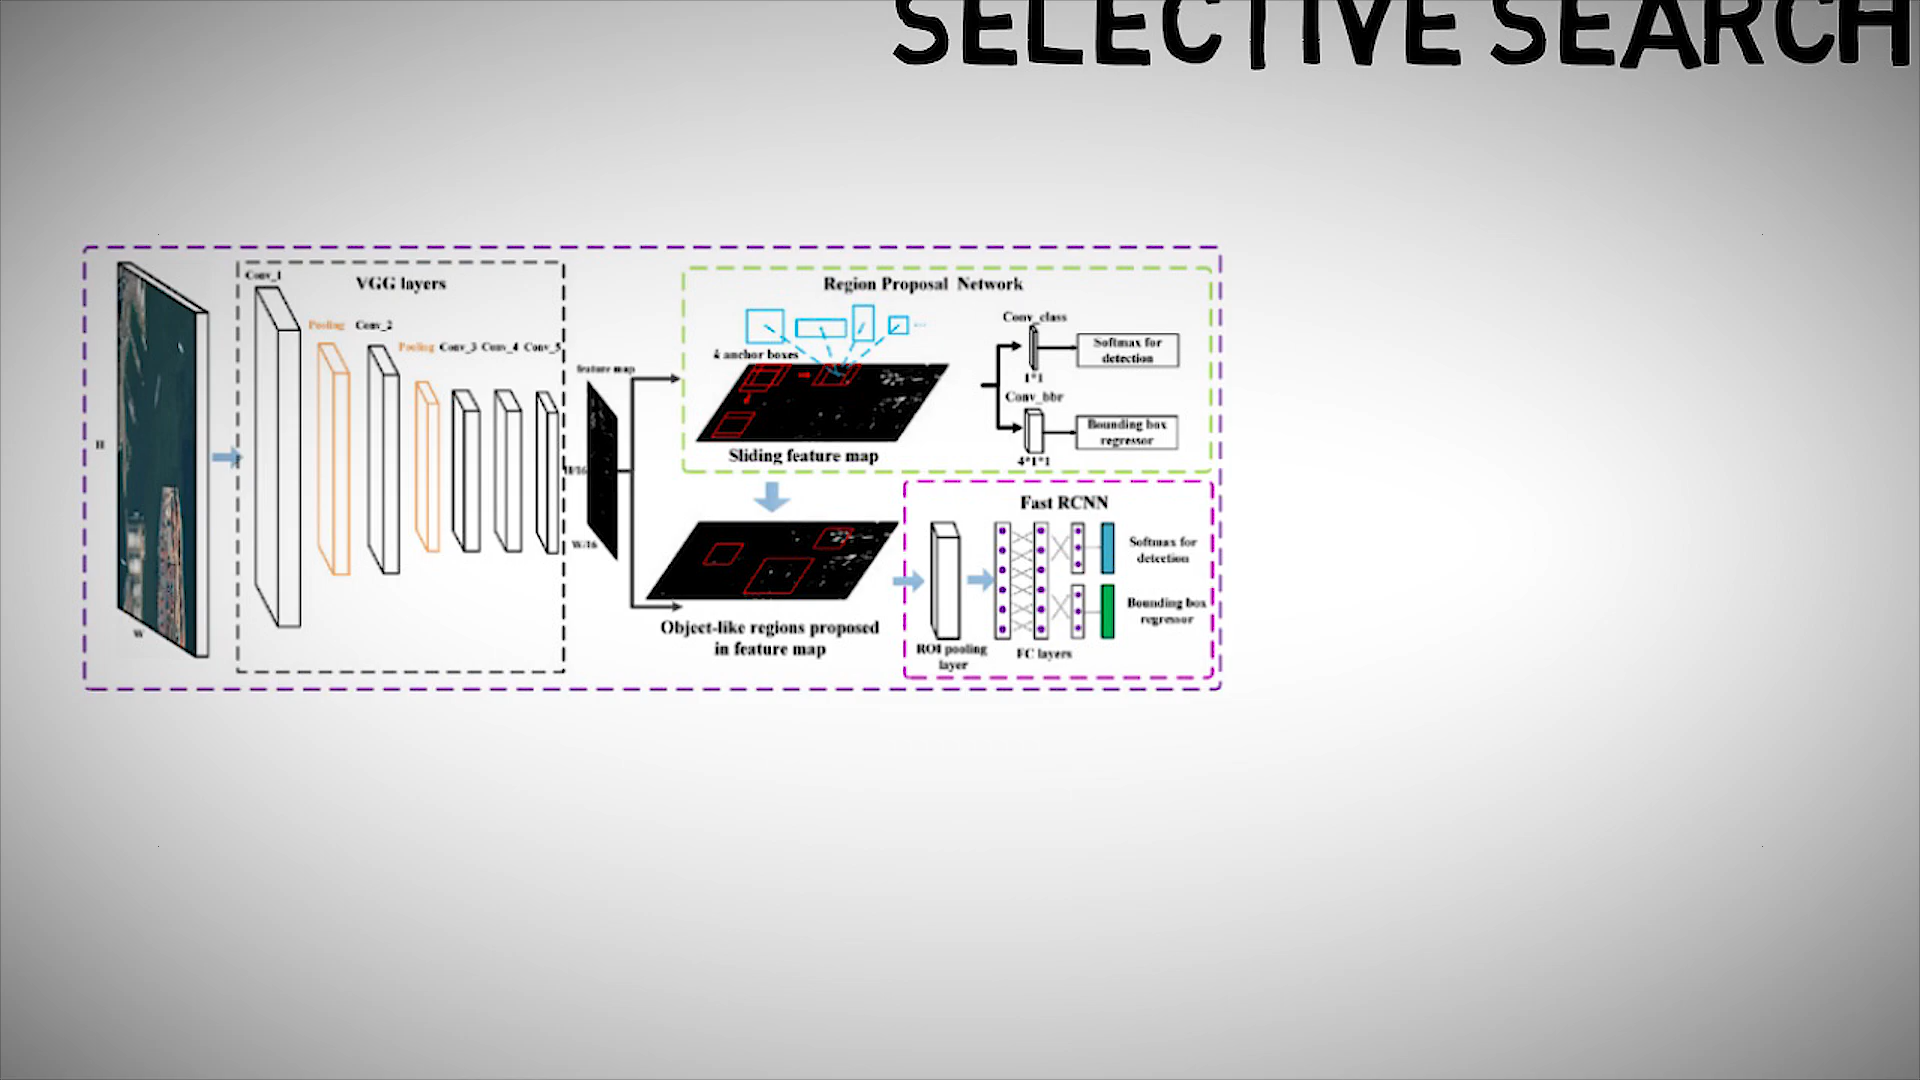 SELECTIVE SEARCH
Conv_1
VGG layers
Pooling
Conv_2
Pooling
Conv_3
Conv_4
Conv_5
H
W
feature map
H/16
W/16
Region Proposal Network
k anchor boxes
Sliding feature map
Conv_class
1*1
Softmax for
detection
Conv_bbr
4*1*1
Bounding box
regressor
Object-like regions proposed
in feature map
Fast RCNN
ROI pooling
layer
FC layers
Softmax for
detection
Bounding box
regressor